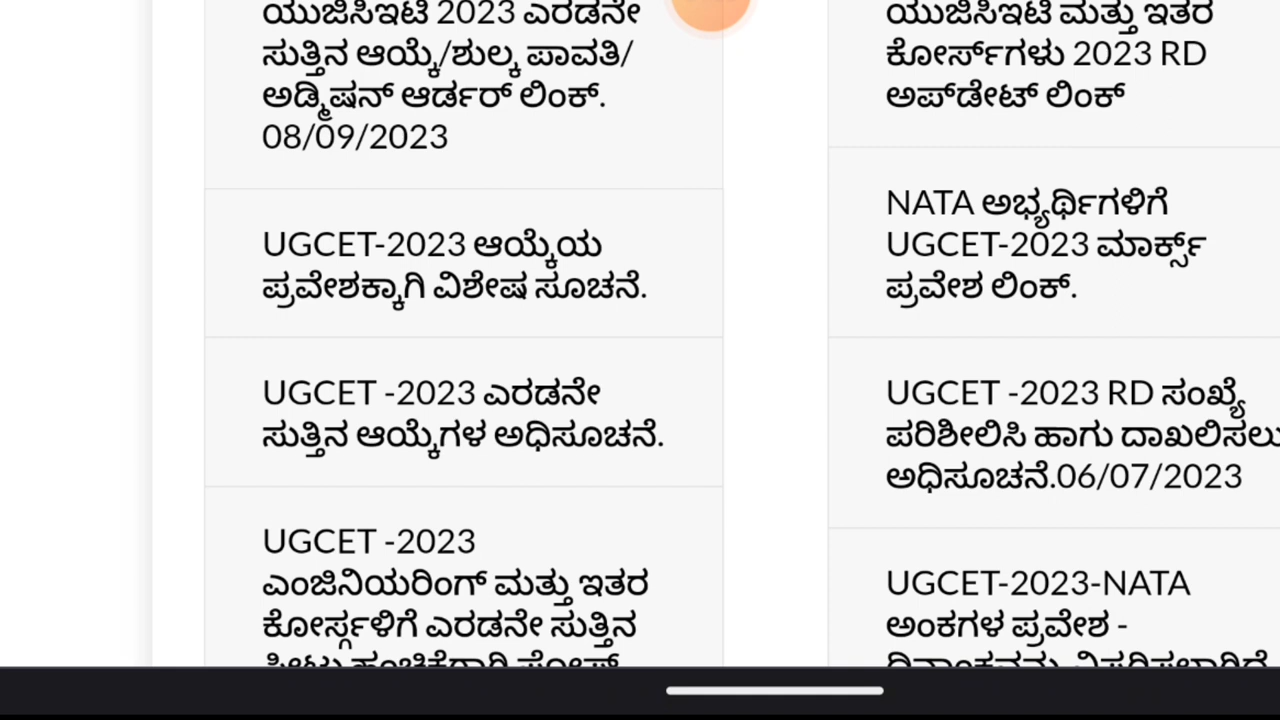 ಯುಜಿಸಿಇಟಿ 2023 ಎರಡನೇ
ಸುತ್ತಿನ ಆಯ್ಕೆ/ಶುಲ್ಕ ಪಾವತಿ/
ಅಡ್ಮಿಷನ್ ಆರ್ಡರ್ ಲಿಂಕ್.
08/09/2023
UGCET-2023 ಆಯ್ಕೆಯ
ಪ್ರವೇಶಕ್ಕಾಗಿ ವಿಶೇಷ ಸೂಚನೆ.
UGCET -2023 ಎರಡನೇ
ಸುತ್ತಿನ ಆಯ್ಕೆಗಳ ಅಧಿಸೂಚನೆ.
UGCET -2023
ಎಂಜಿನಿಯರಿಂಗ್ ಮತ್ತು ಇತರ
ಕೋರ್ಸ್ಗಳಿಗೆ ಎರಡನೇ ಸುತ್ತಿನ
ಯುಜಿಸಿಇಟಿ ಮತ್ತು ಇತರ
ಕೋರ್ಸ್‌ಗಳು 2023 RD
ಅಪ್‌ಡೇಟ್ ಲಿಂಕ್
NATA ಅಭ್ಯರ್ಥಿಗಳಿಗೆ
UGCET-2023 ಮಾರ್ಕ್ಸ್
ಪ್ರವೇಶ ಲಿಂಕ್.
UGCET -2023 RD ಸಂಖ್ಯೆ
ಪರಿಶೀಲಿಸಿ ಹಾಗು ದಾಖಲಿಸಲು
ಅಧಿಸೂಚನೆ.06/07/2023
UGCET-2023-NATA
ಅಂಕಗಳ ಪ್ರವೇಶ -